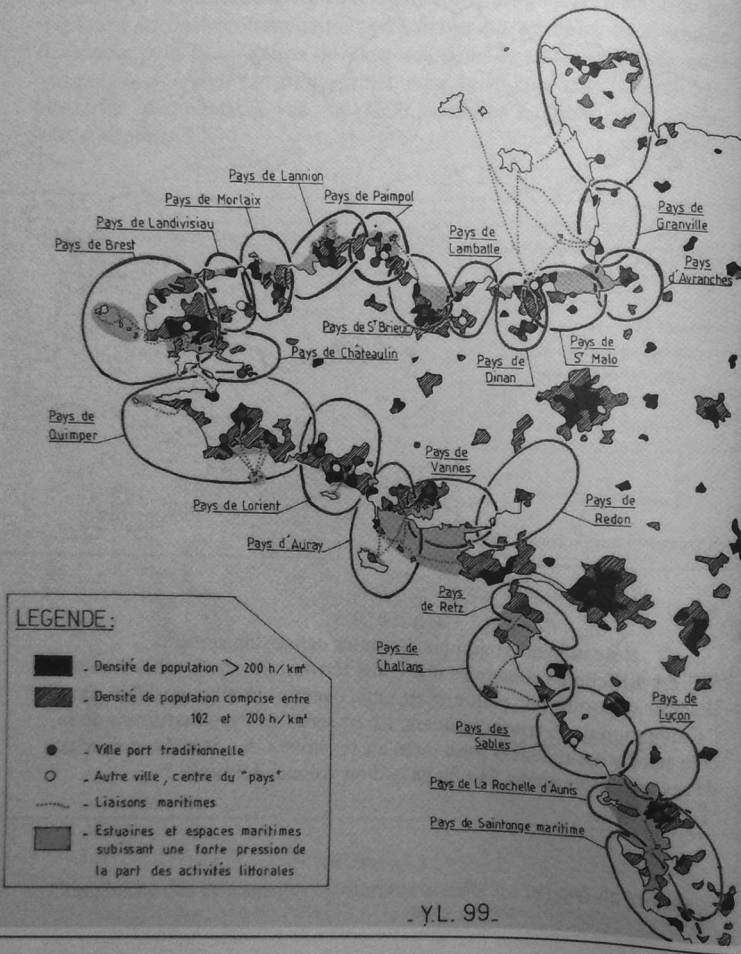 Pays de Lannion
Pays de Morlaix
Pays de Paimpol
Pays de Landivisiau
Pays de Brest
Pays de
Lamballe
Pays de
Granville
Pays
d'Avranches
Pays de St Brieuc
Pays de Châteaulin
Pays de
Dinan
Pays de
St Malo
Pays de
Quimper
Pays de Lorient
Pays d'Auray
Pays de
Vannes
Pays de
Redon
Pays
de Retz
Pays de
Challans
Pays des
Sables
Pays de
Luçon
Pays de La Rochelle d'Aunis
Pays de Saintonge maritime
LEGENDE:
- Densité de population > 200 h/km²
- Densité de population comprise entre
102 et 200 h/km²
- Ville port traditionnelle
- Autre ville, centre du "pays"
- Liaisons maritimes
- Estuaires et espaces maritimes
subissant une forte pression de
la part des activités littorales
- Y.L. 99-